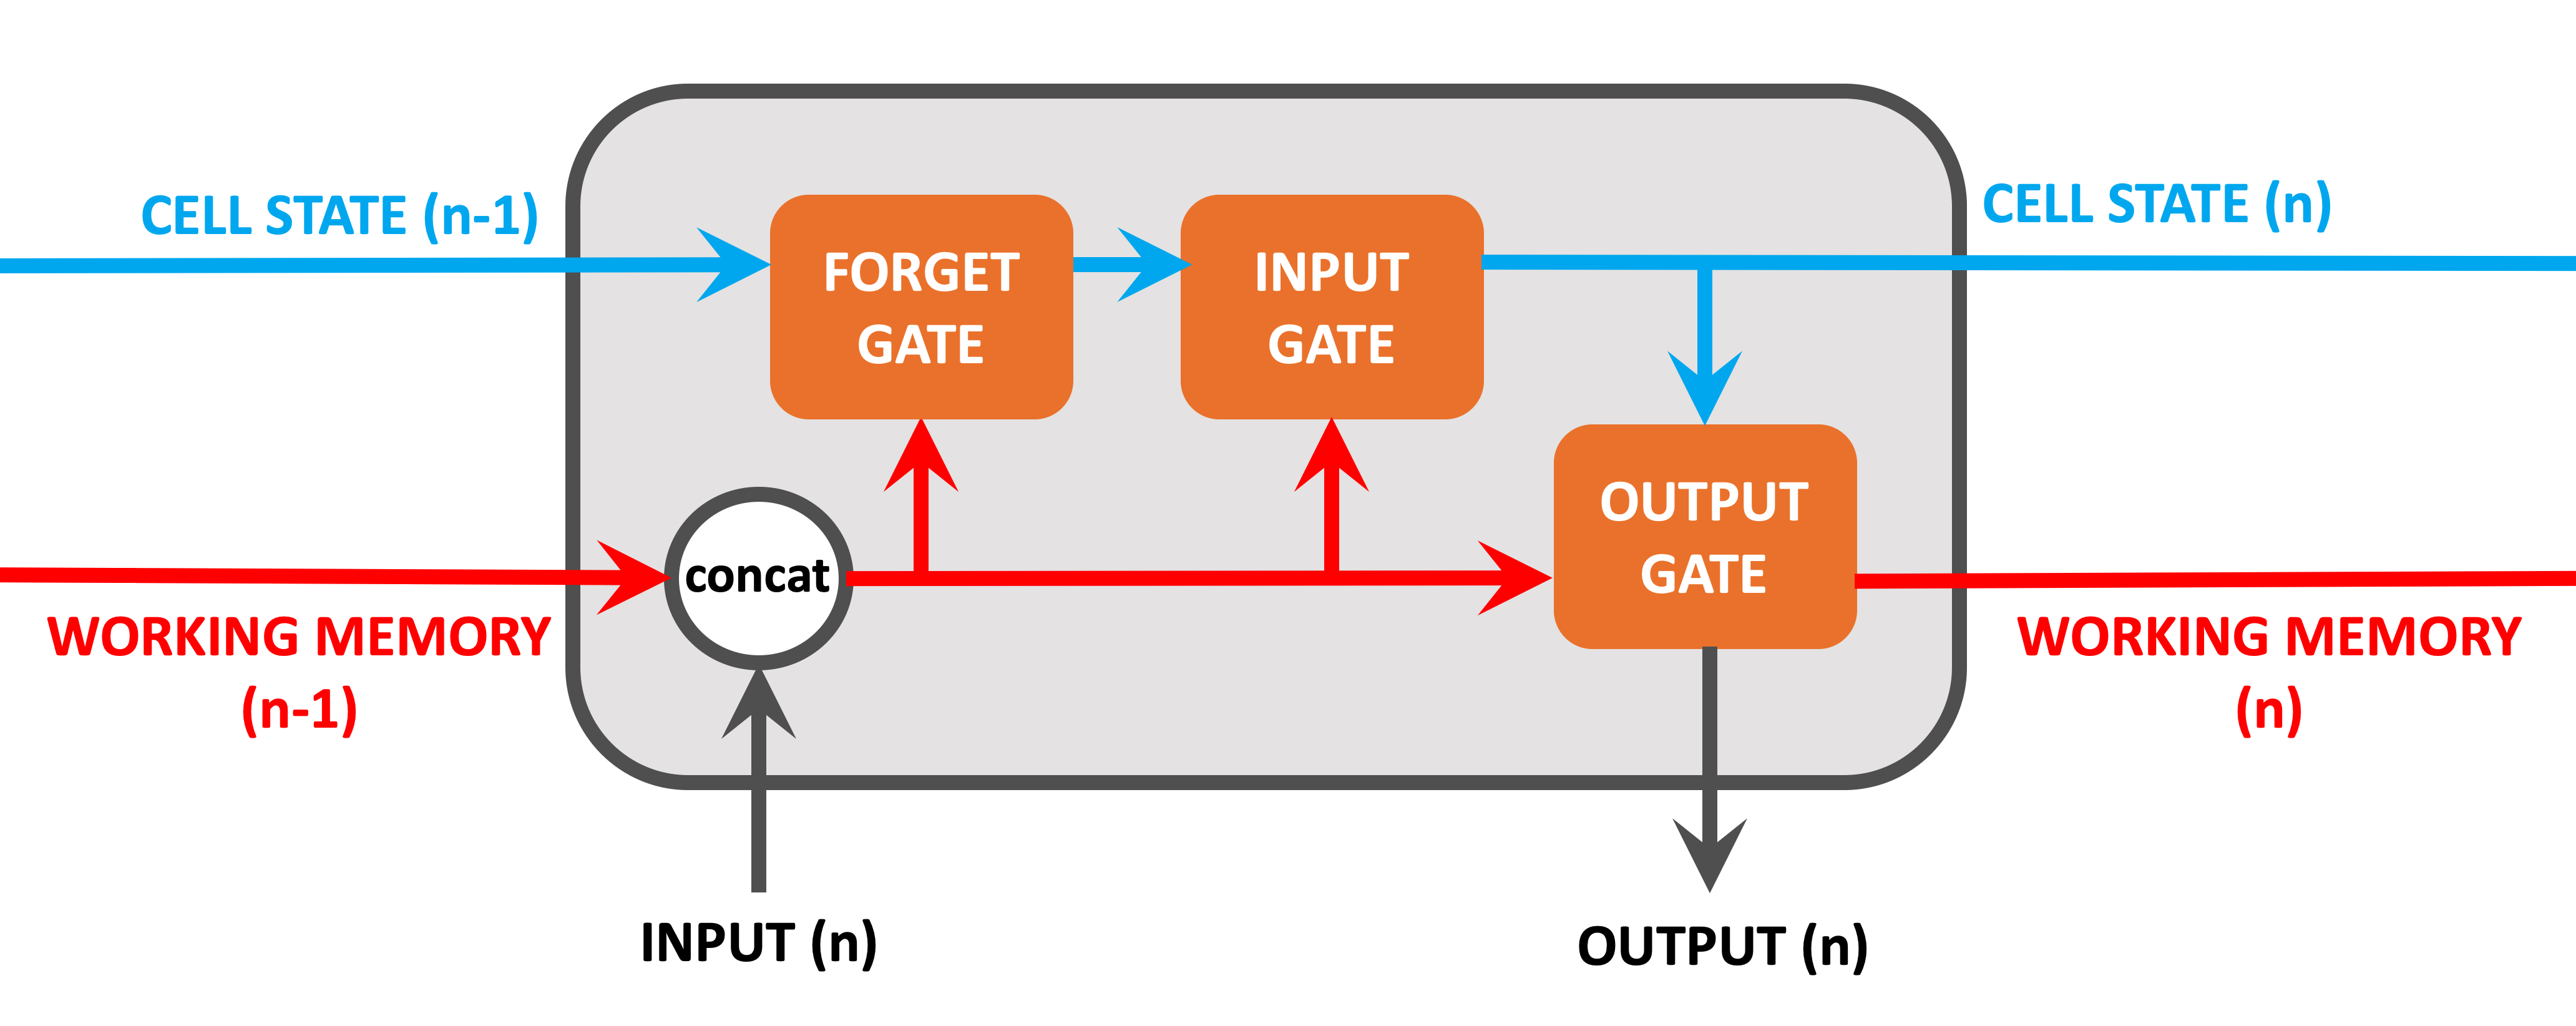 CELL STATE (n-1)
CELL STATE (n)
FORGET
GATE
INPUT
GATE
OUTPUT
GATE
concat
WORKING MEMORY
(n-1)
WORKING MEMORY
(n)
INPUT (n)
OUTPUT (n)